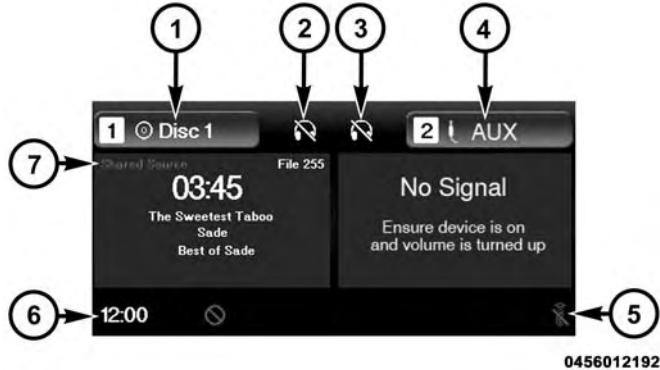 1 2 3 4
1 Disc 1
2 AUX
7
Shared Source
File 255
03:45
The Sweetest Taboo
Sade
Best of Sade
No Signal
Ensure device is on
and volume is turned up
6
12:00
5
0456012192